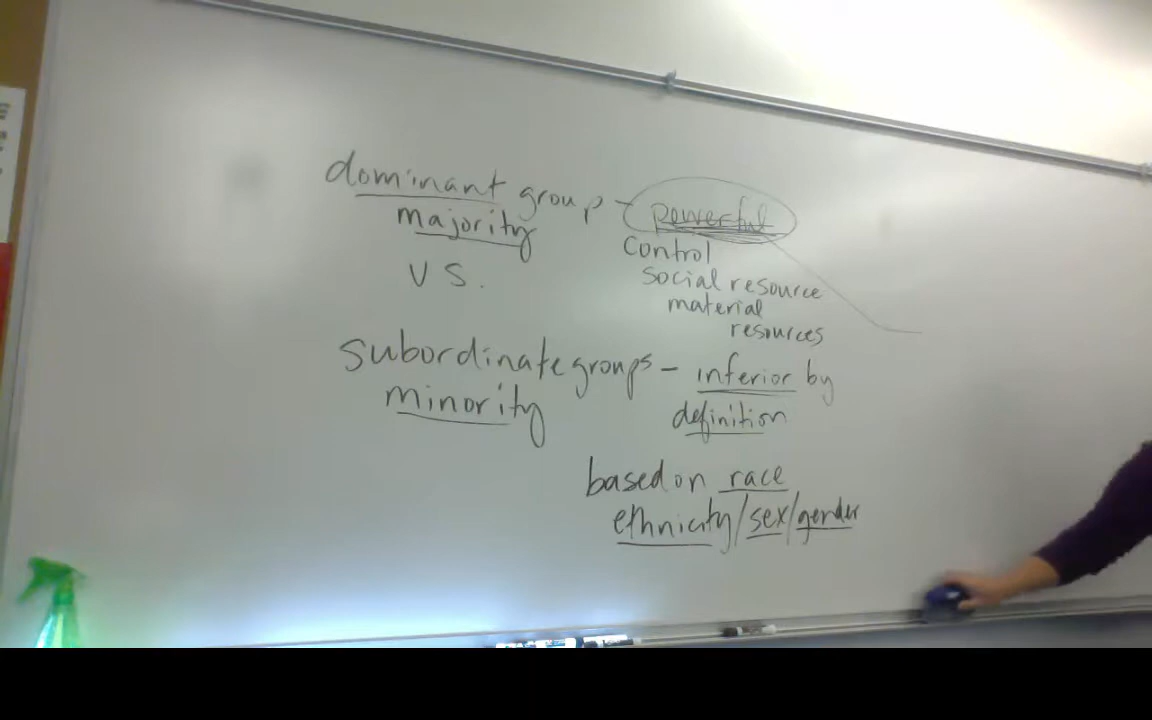 dominant group - powerful
majority
control
vs.
social resource
material
resources
subordinate groups - inferior by
minority
definition
based on race
ethnicity/sex/gender